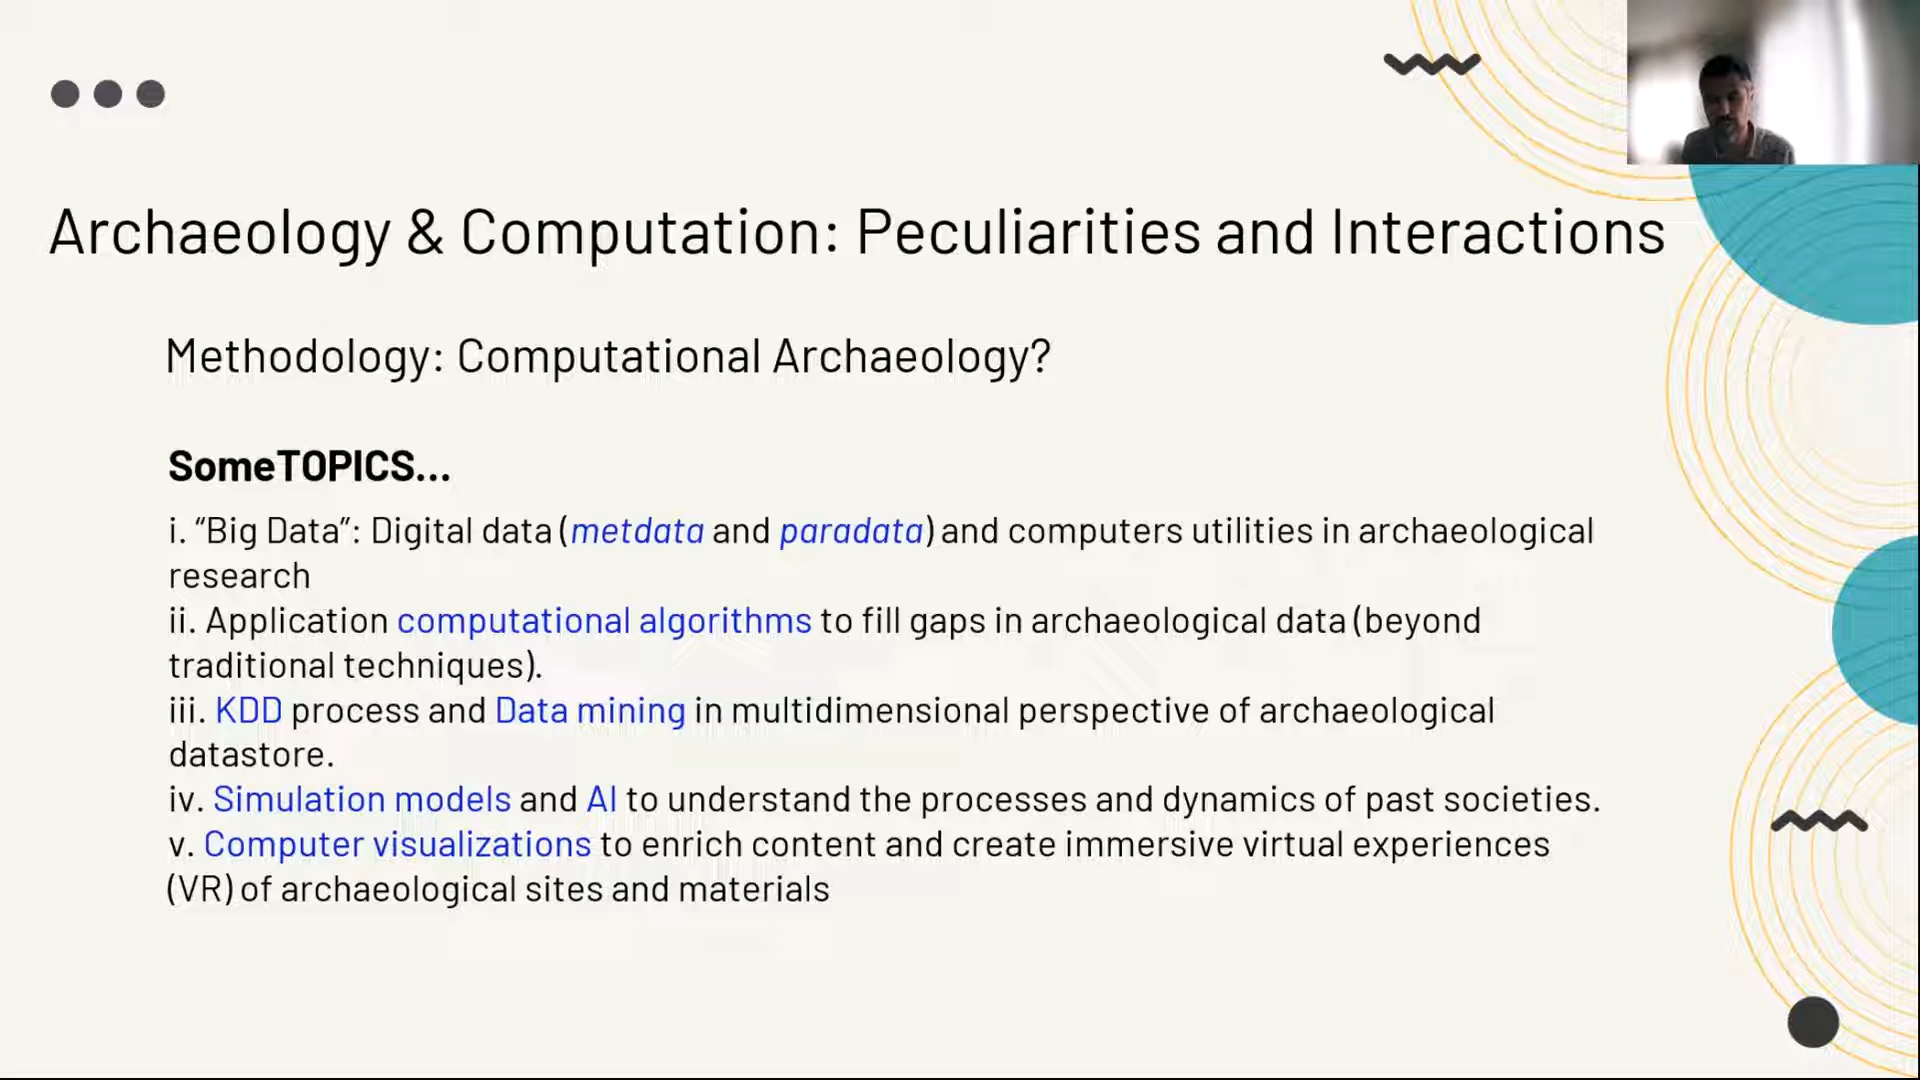 Archaeology & Computation: Peculiarities and Interactions
Methodology: Computational Archaeology?
SomeTOPICS...
i. “Big Data”: Digital data (metdata and paradata) and computers utilities in archaeological
research
ii. Application computational algorithms to fill gaps in archaeological data (beyond
traditional techniques).
iii. KDD process and Data mining in multidimensional perspective of archaeological
datastore.
iv. Simulation models and AI to understand the processes and dynamics of past societies.
v. Computer visualizations to enrich content and create immersive virtual experiences
(VR) of archaeological sites and materials